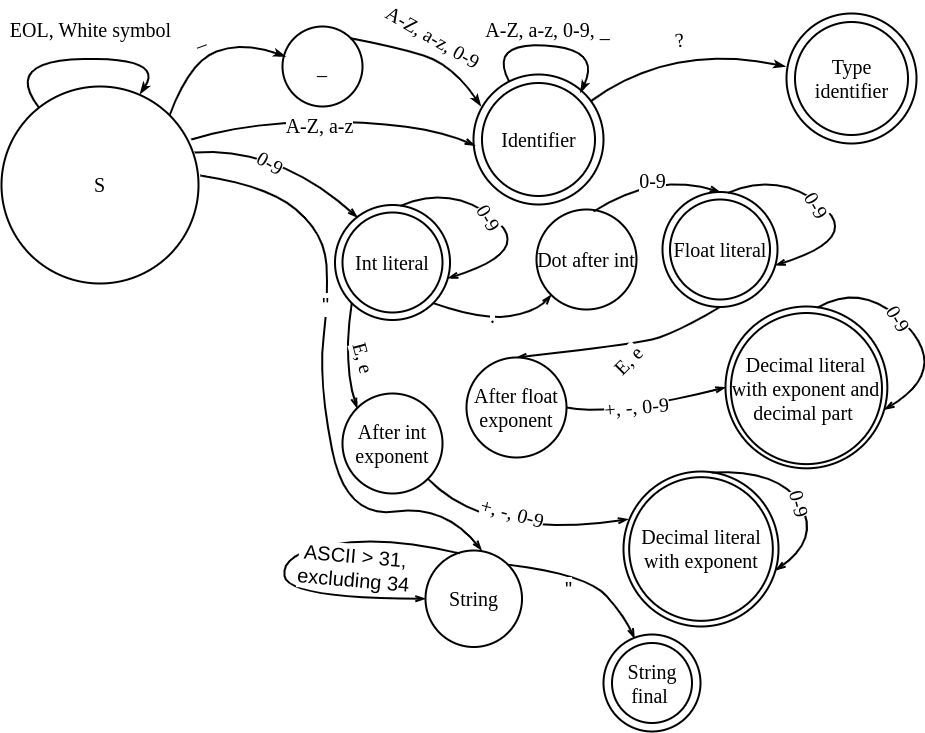 EOL, White symbol
_
A-Z, a-z, 0-9
A-Z, a-z, 0-9, _
?
Type
identifier
_
A-Z, a-z
Identifier
S
0-9
Int literal
0-9
0-9
Dot after int
Float literal
0-9
"
.
E, e
E, e
After float
exponent
+, -, 0-9
Decimal literal
with exponent and
decimal part
0-9
After int
exponent
+, -, 0-9
Decimal literal
with exponent
0-9
ASCII > 31,
excluding 34
String
"
String
final